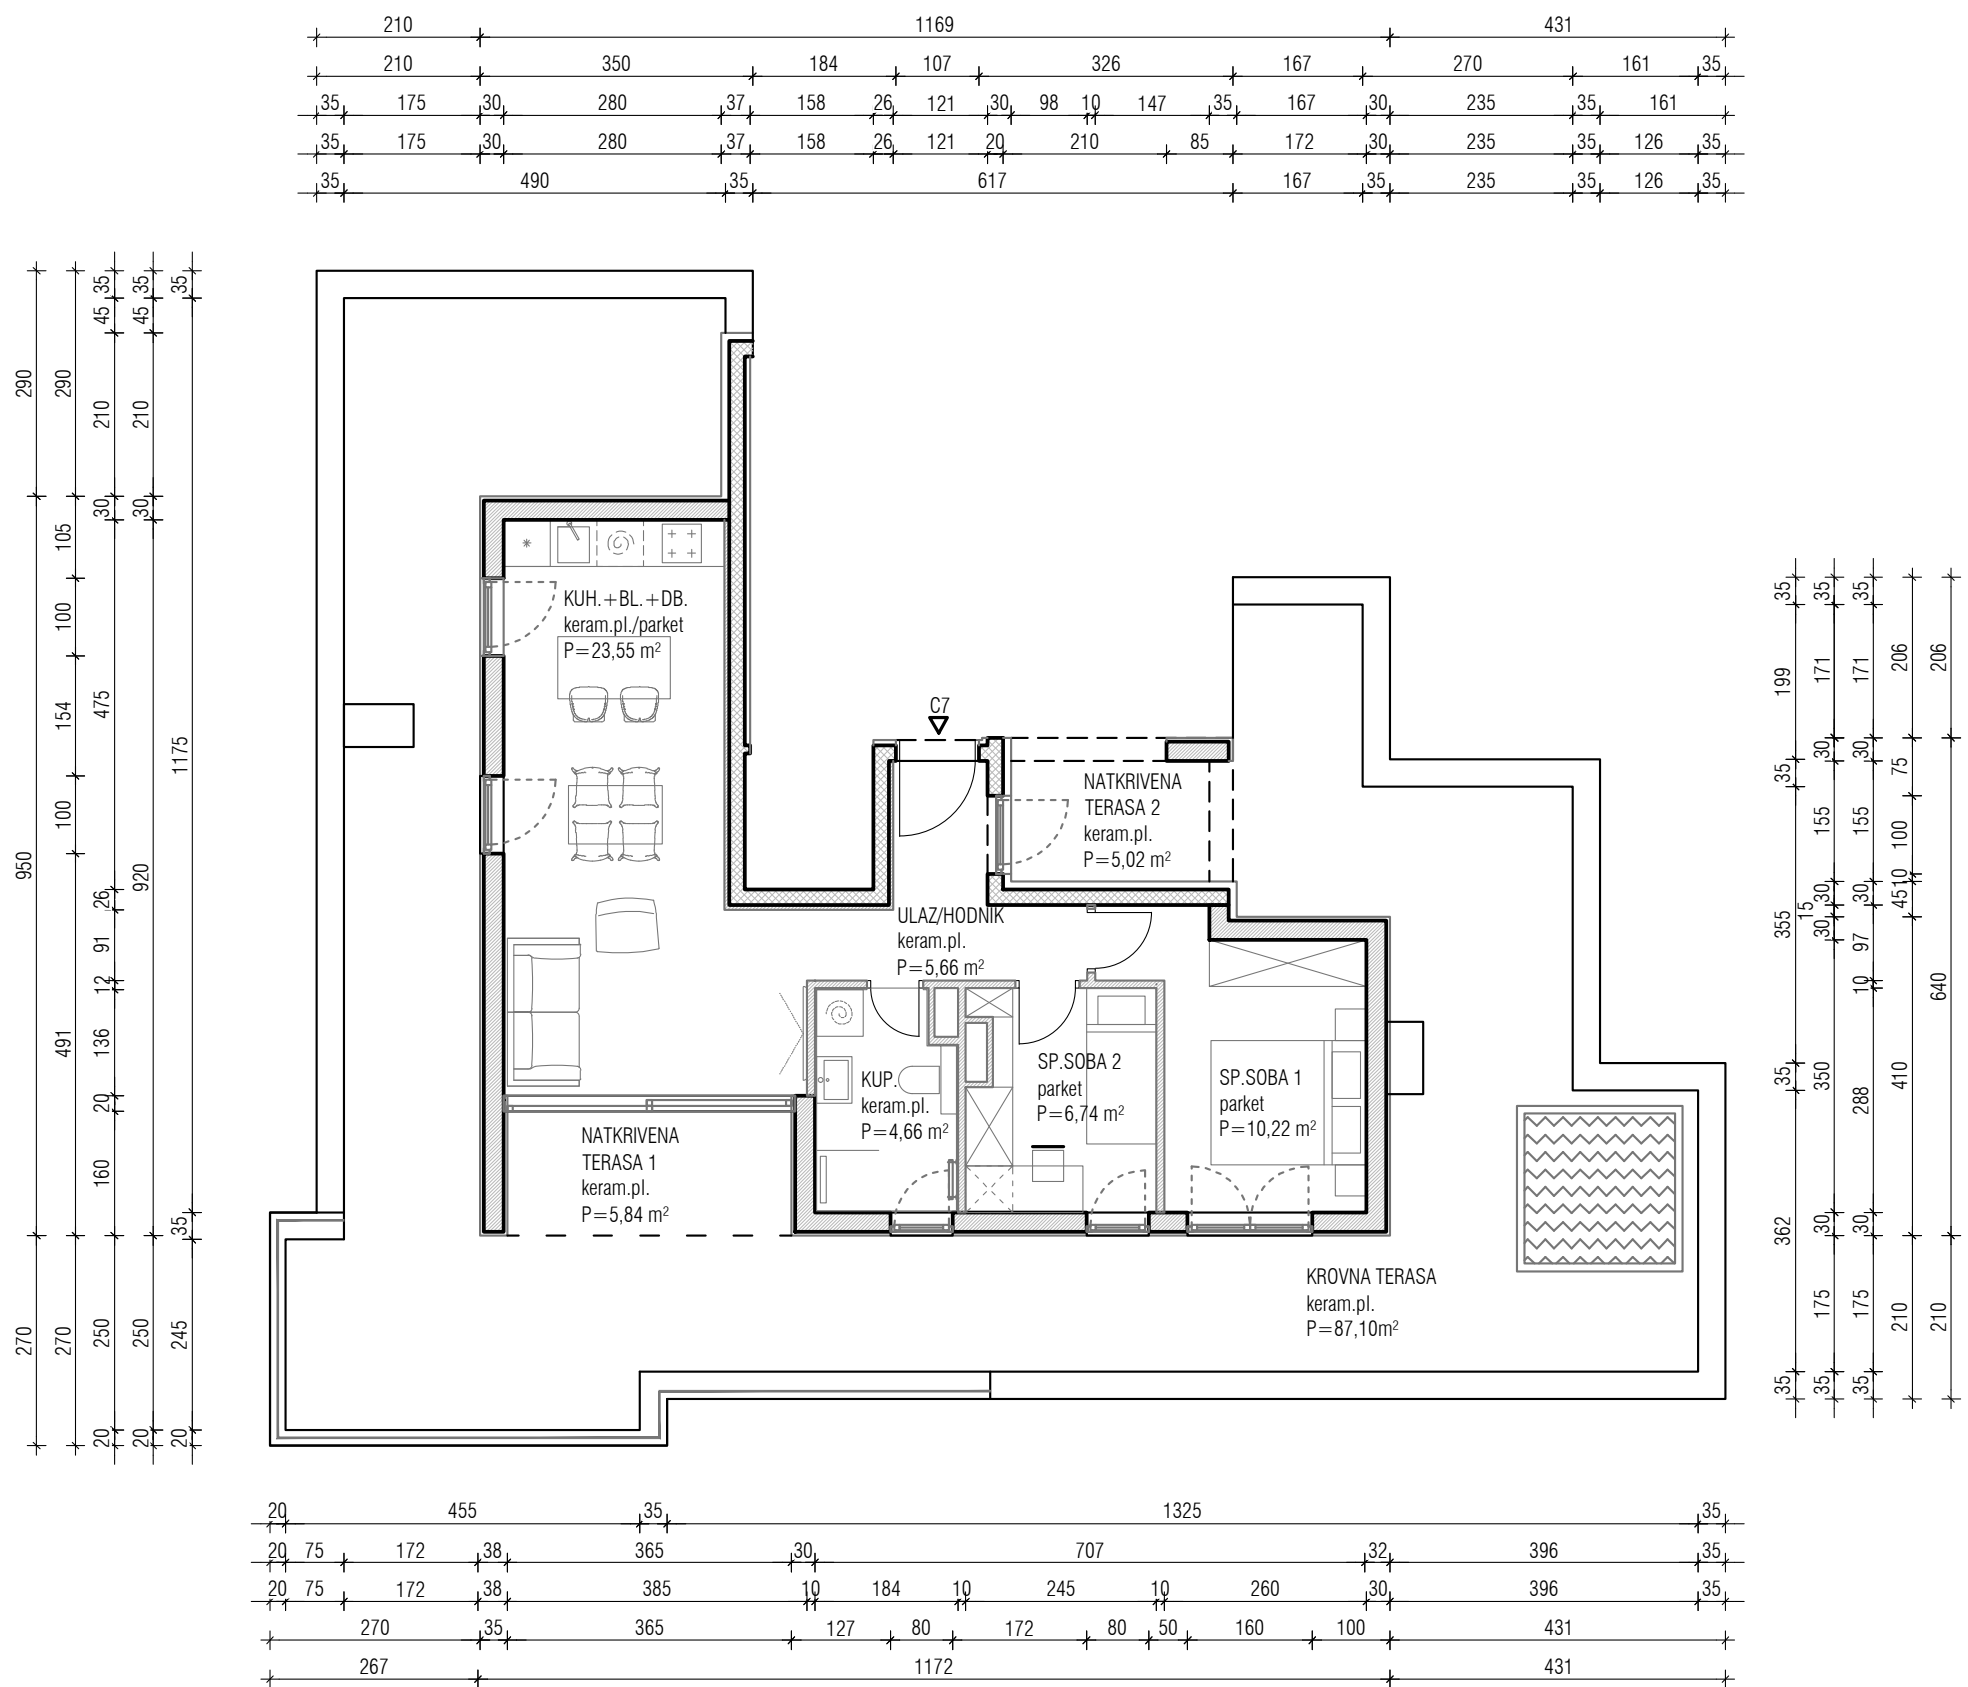 210 1169 431
210 350 184 107 326 167 270 161 35
35 175 30 280 37 158 26 121 30 98 10 147 35 167 30 235 35 161
35 175 30 280 37 158 26 121 20 210 85 172 30 235 35 126 35
35 490 35 617 167 35 235 35 126 35
290 950 270
290 105 100 154 100 491 270
35 45 210 30 475 26 91 12 136 20 160 250 20
35 45 210 30 920 250 20
35 1175 35 245 20
KUH.+BL.+DB.
keram.pl./parket
P=23,55 m²
C7
NATKRIVENA
TERASA 2
keram.pl.
P=5,02 m²
ULAZ/HODNIK
keram.pl.
P=5,66 m²
SP.SOBA 2
parket
P=6,74 m²
SP.SOBA 1
parket
P=10,22 m²
KUP.
keram.pl.
P=4,66 m²
NATKRIVENA
TERASA 1
keram.pl.
P=5,84 m²
KROVNA TERASA
keram.pl.
P=87,10m²
35 199 35 355 35 362 35
35 171 30 155 30 15 30 350 30 175 35
35 171 30 155 30 97 10 288 30 175 35
206 75 100 10 45 410 210
206 640 210
20 455 35 1325 35
20 75 172 38 365 30 707 32 396 35
20 75 172 38 385 10 184 10 245 10 260 30 396 35
270 35 365 127 80 172 80 50 160 100 431
267 1172 431